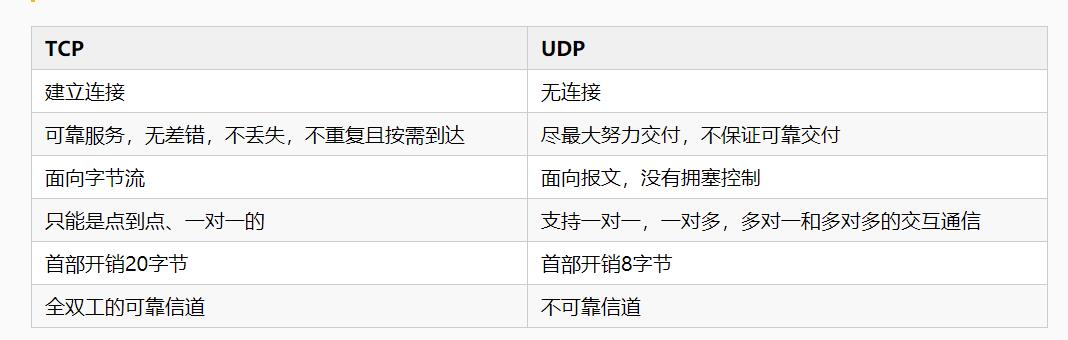 TCP UDP
建立连接 无连接
可靠服务，无差错，不丢失，不重复且按需到达 尽最大努力交付，不保证可靠交付
面向字节流 面向报文，没有拥塞控制
只能是点到点、一对一的 支持一对一，一对多，多对一和多对多的交互通信
首部开销20字节 首部开销8字节
全双工的可靠信道 不可靠信道